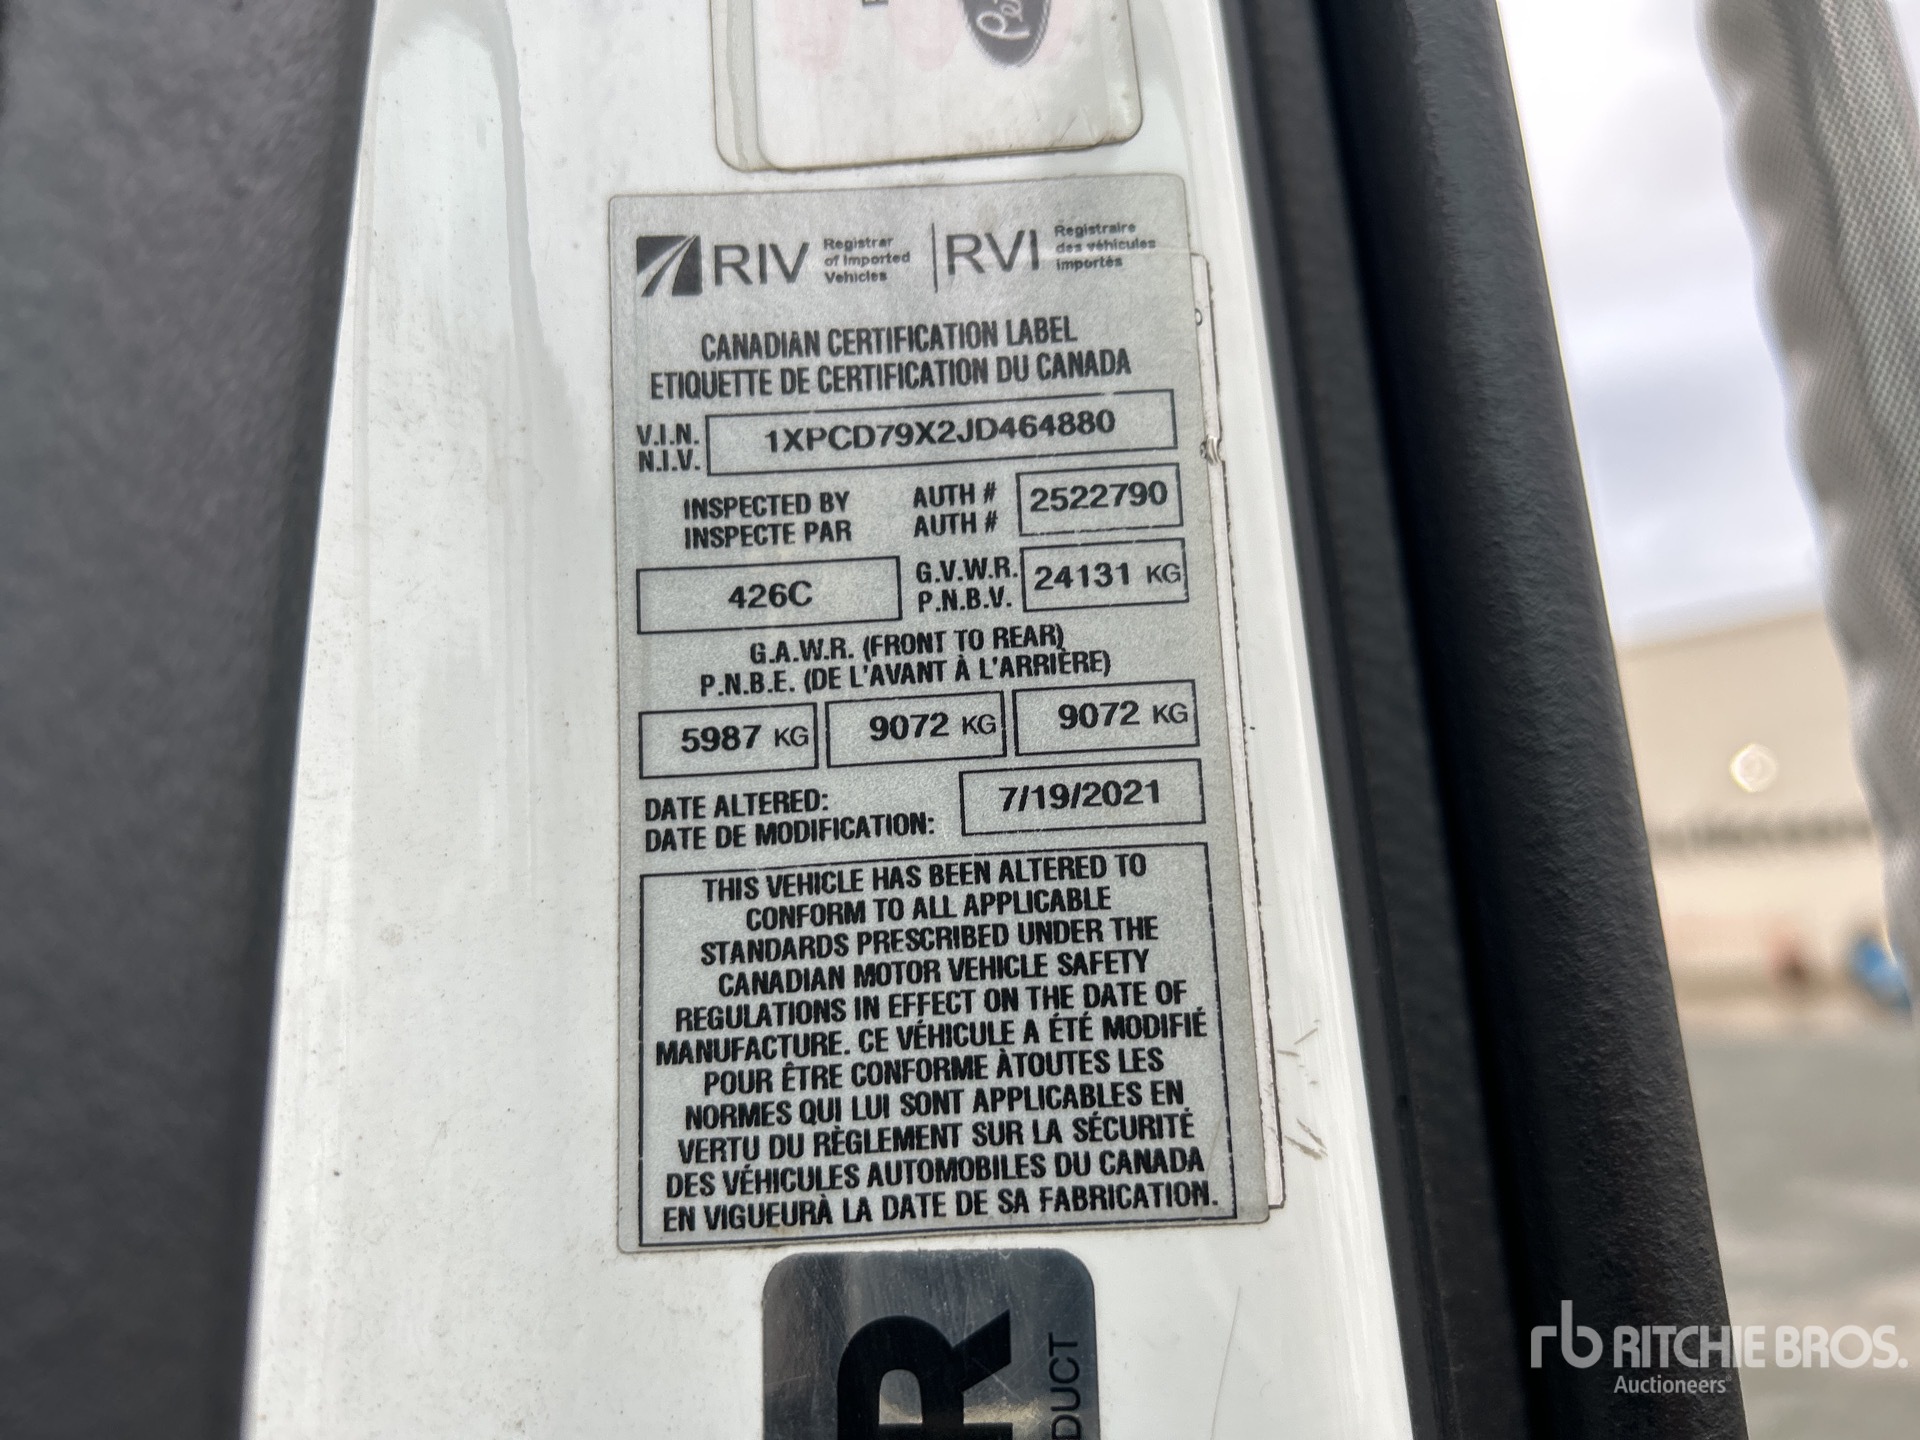 RIV Registrar of Imported Vehicles | RVI Registraire des véhicules importés
CANADIAN CERTIFICATION LABEL
ETIQUETTE DE CERTIFICATION DU CANADA
V.I.N.
N.I.V.
1XPCD79X2JD464880
INSPECTED BY
INSPECTE PAR
AUTH #
AUTH #
2522790
426C
G.V.W.R.
P.N.B.V.
24131 KG
G.A.W.R. (FRONT TO REAR)
P.N.B.E. (DE L'AVANT À L'ARRIÈRE)
5987 KG 9072 KG 9072 KG
DATE ALTERED:
DATE DE MODIFICATION:
7/19/2021
THIS VEHICLE HAS BEEN ALTERED TO
CONFORM TO ALL APPLICABLE
STANDARDS PRESCRIBED UNDER THE
CANADIAN MOTOR VEHICLE SAFETY
REGULATIONS IN EFFECT ON THE DATE OF
MANUFACTURE. CE VÉHICULE A ÉTÉ MODIFIÉ
POUR ÊTRE CONFORME ÀTOUTES LES
NORMES QUI LUI SONT APPLICABLES EN
VERTU DU RÈGLEMENT SUR LA SÉCURITÉ
DES VÉHICULES AUTOMOBILES DU CANADA
EN VIGUEURÀ LA DATE DE SA FABRICATION.
R
DUCT
rb RITCHIE BROS.
Auctioneers